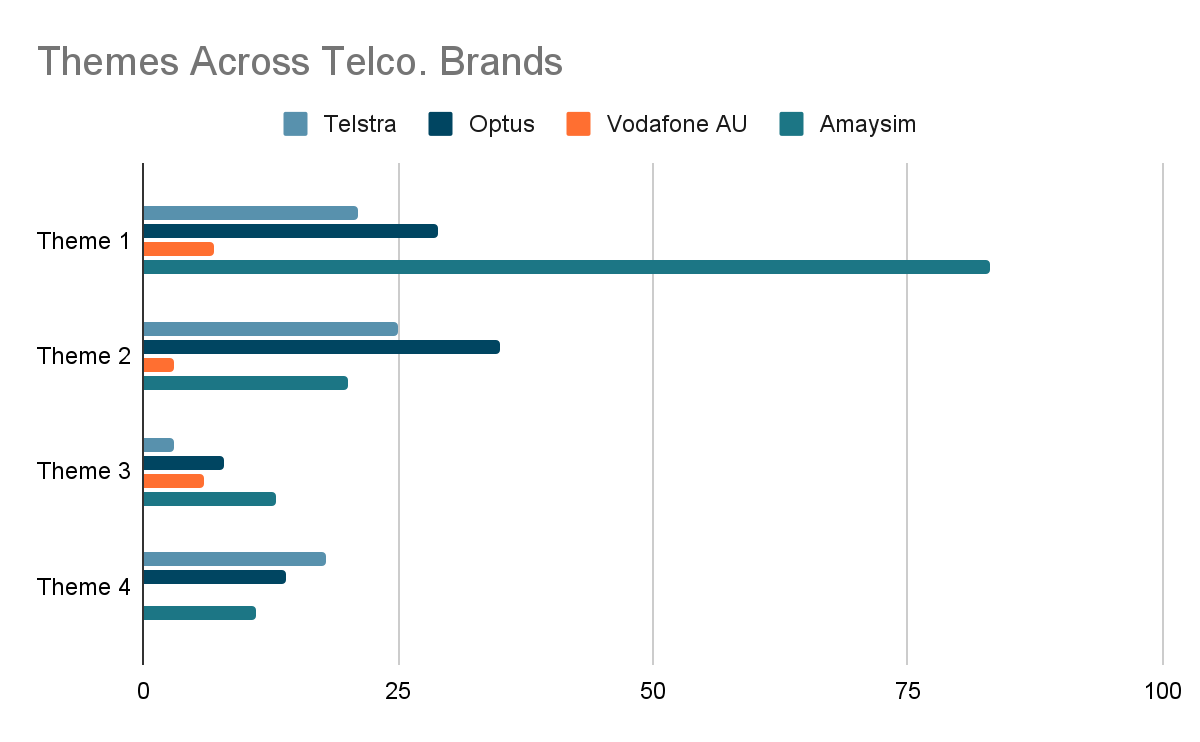 Themes Across Telco. Brands
Telstra Optus Vodafone AU Amaysim
Theme 1
Theme 2
Theme 3
Theme 4
0 25 50 75 100